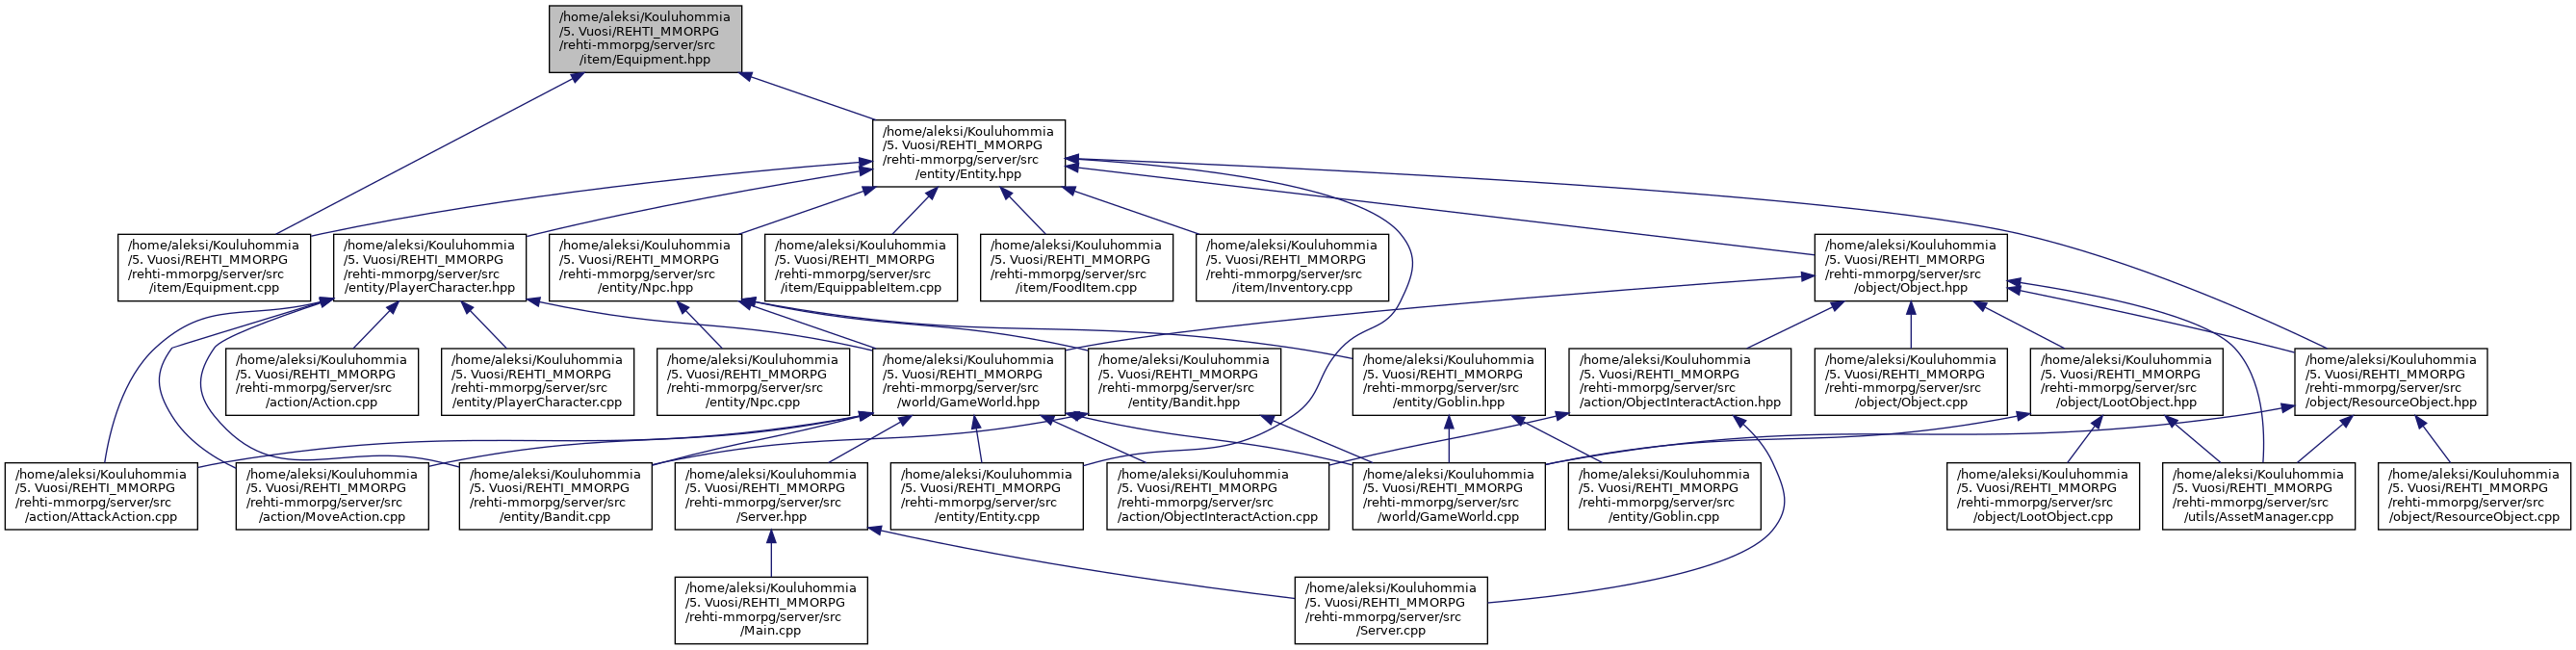 /home/aleksi/Kouluhommia
/5. Vuosi/REHTI_MMORPG
/rehti-mmorpg/server/src
/item/Equipment.hpp
/home/aleksi/Kouluhommia
/5. Vuosi/REHTI_MMORPG
/rehti-mmorpg/server/src
/entity/Entity.hpp
/home/aleksi/Kouluhommia
/5. Vuosi/REHTI_MMORPG
/rehti-mmorpg/server/src
/item/Equipment.cpp
/home/aleksi/Kouluhommia
/5. Vuosi/REHTI_MMORPG
/rehti-mmorpg/server/src
/entity/PlayerCharacter.hpp
/home/aleksi/Kouluhommia
/5. Vuosi/REHTI_MMORPG
/rehti-mmorpg/server/src
/entity/Npc.hpp
/home/aleksi/Kouluhommia
/5. Vuosi/REHTI_MMORPG
/rehti-mmorpg/server/src
/item/EquippableItem.cpp
/home/aleksi/Kouluhommia
/5. Vuosi/REHTI_MMORPG
/rehti-mmorpg/server/src
/item/FoodItem.cpp
/home/aleksi/Kouluhommia
/5. Vuosi/REHTI_MMORPG
/rehti-mmorpg/server/src
/item/Inventory.cpp
/home/aleksi/Kouluhommia
/5. Vuosi/REHTI_MMORPG
/rehti-mmorpg/server/src
/object/Object.hpp
/home/aleksi/Kouluhommia
/5. Vuosi/REHTI_MMORPG
/rehti-mmorpg/server/src
/action/Action.cpp
/home/aleksi/Kouluhommia
/5. Vuosi/REHTI_MMORPG
/rehti-mmorpg/server/src
/entity/PlayerCharacter.cpp
/home/aleksi/Kouluhommia
/5. Vuosi/REHTI_MMORPG
/rehti-mmorpg/server/src
/entity/Npc.cpp
/home/aleksi/Kouluhommia
/5. Vuosi/REHTI_MMORPG
/rehti-mmorpg/server/src
/world/GameWorld.hpp
/home/aleksi/Kouluhommia
/5. Vuosi/REHTI_MMORPG
/rehti-mmorpg/server/src
/entity/Bandit.hpp
/home/aleksi/Kouluhommia
/5. Vuosi/REHTI_MMORPG
/rehti-mmorpg/server/src
/entity/Goblin.hpp
/home/aleksi/Kouluhommia
/5. Vuosi/REHTI_MMORPG
/rehti-mmorpg/server/src
/action/ObjectInteractAction.hpp
/home/aleksi/Kouluhommia
/5. Vuosi/REHTI_MMORPG
/rehti-mmorpg/server/src
/object/Object.cpp
/home/aleksi/Kouluhommia
/5. Vuosi/REHTI_MMORPG
/rehti-mmorpg/server/src
/object/LootObject.hpp
/home/aleksi/Kouluhommia
/5. Vuosi/REHTI_MMORPG
/rehti-mmorpg/server/src
/object/ResourceObject.hpp
/home/aleksi/Kouluhommia
/5. Vuosi/REHTI_MMORPG
/rehti-mmorpg/server/src
/action/AttackAction.cpp
/home/aleksi/Kouluhommia
/5. Vuosi/REHTI_MMORPG
/rehti-mmorpg/server/src
/action/MoveAction.cpp
/home/aleksi/Kouluhommia
/5. Vuosi/REHTI_MMORPG
/rehti-mmorpg/server/src
/entity/Bandit.cpp
/home/aleksi/Kouluhommia
/5. Vuosi/REHTI_MMORPG
/rehti-mmorpg/server/src
/Server.hpp
/home/aleksi/Kouluhommia
/5. Vuosi/REHTI_MMORPG
/rehti-mmorpg/server/src
/entity/Entity.cpp
/home/aleksi/Kouluhommia
/5. Vuosi/REHTI_MMORPG
/rehti-mmorpg/server/src
/action/ObjectInteractAction.cpp
/home/aleksi/Kouluhommia
/5. Vuosi/REHTI_MMORPG
/rehti-mmorpg/server/src
/world/GameWorld.cpp
/home/aleksi/Kouluhommia
/5. Vuosi/REHTI_MMORPG
/rehti-mmorpg/server/src
/entity/Goblin.cpp
/home/aleksi/Kouluhommia
/5. Vuosi/REHTI_MMORPG
/rehti-mmorpg/server/src
/object/LootObject.cpp
/home/aleksi/Kouluhommia
/5. Vuosi/REHTI_MMORPG
/rehti-mmorpg/server/src
/utils/AssetManager.cpp
/home/aleksi/Kouluhommia
/5. Vuosi/REHTI_MMORPG
/rehti-mmorpg/server/src
/object/ResourceObject.cpp
/home/aleksi/Kouluhommia
/5. Vuosi/REHTI_MMORPG
/rehti-mmorpg/server/src
/Main.cpp
/home/aleksi/Kouluhommia
/5. Vuosi/REHTI_MMORPG
/rehti-mmorpg/server/src
/Server.cpp